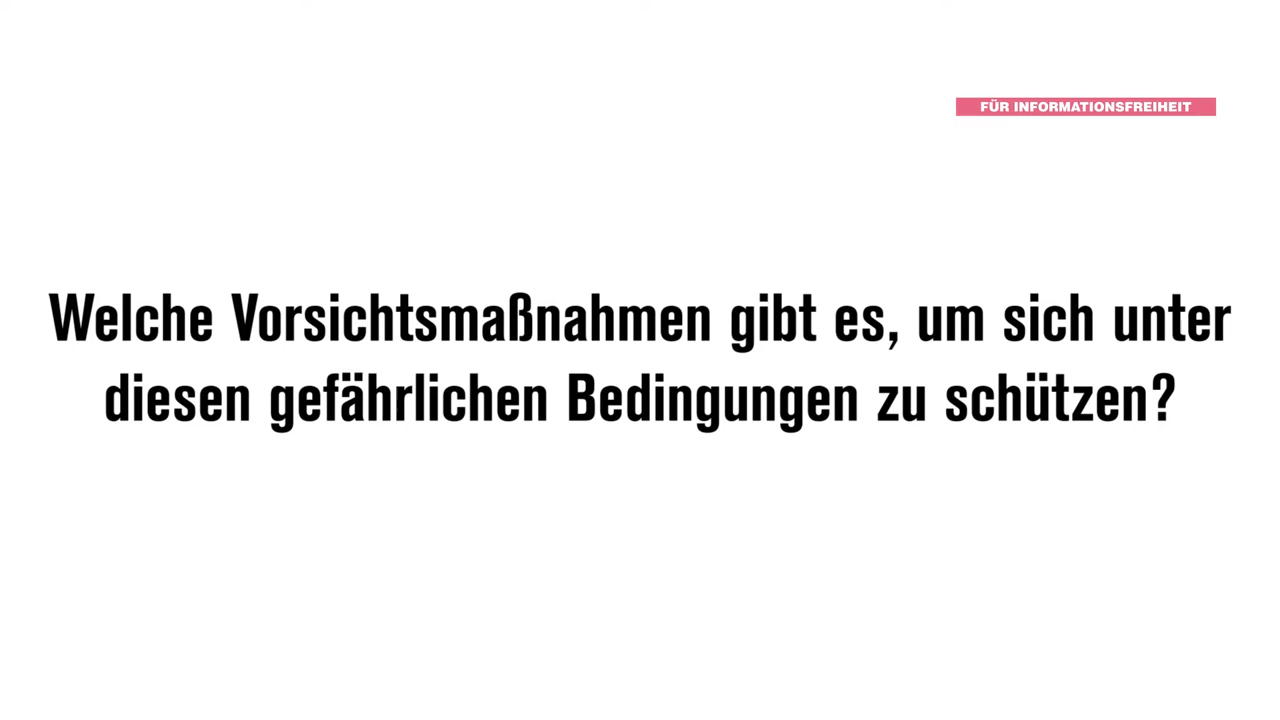 FÜR INFORMATIONSFREIHEIT
Welche Vorsichtsmaßnahmen gibt es, um sich unter
diesen gefährlichen Bedingungen zu schützen?